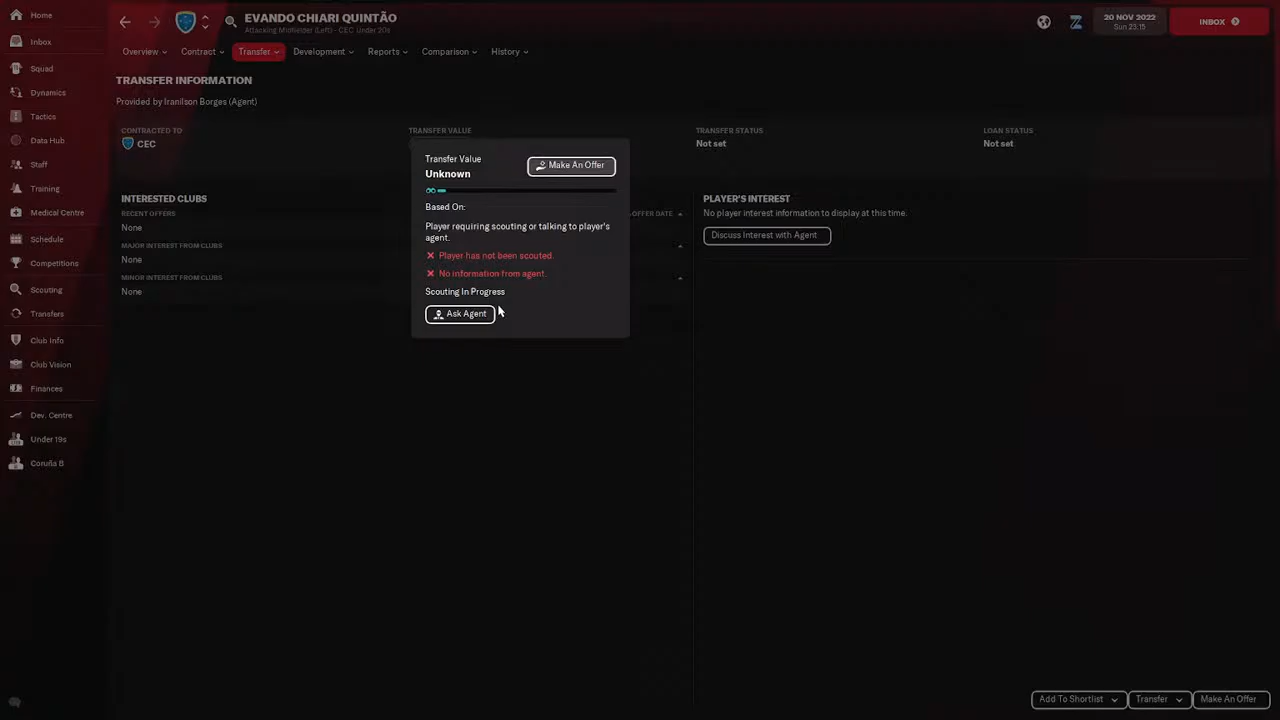 Home
Inbox
Squad
Dynamics
Tactics
Data Hub
Staff
Training
Medical Centre
Schedule
Competitions
Scouting
Transfers
Club Info
Club Vision
Finances
Dev. Centre
Under 19s
Coruña B
EVANDO CHIARI QUINTÃO
Attacking Midfielder (Left) - CEC Under 20s
20 NOV 2022
Sun 23:15
INBOX
Overview
Contract
Transfer
Development
Reports
Comparison
History
TRANSFER INFORMATION
Provided by Iranilson Borges (Agent)
CONTRACTED TO
CEC
TRANSFER VALUE
TRANSFER STATUS
Not set
LOAN STATUS
Not set
Transfer Value
Unknown
Make An Offer
Based On:
Player requiring scouting or talking to player's
agent.
Player has not been scouted.
No information from agent.
Scouting In Progress
Ask Agent
INTERESTED CLUBS
RECENT OFFERS
OFFER DATE
None
MAJOR INTEREST FROM CLUBS
None
MINOR INTEREST FROM CLUBS
None
PLAYER'S INTEREST
No player interest information to display at this time.
Discuss Interest with Agent
Add To Shortlist
Transfer
Make An Offer